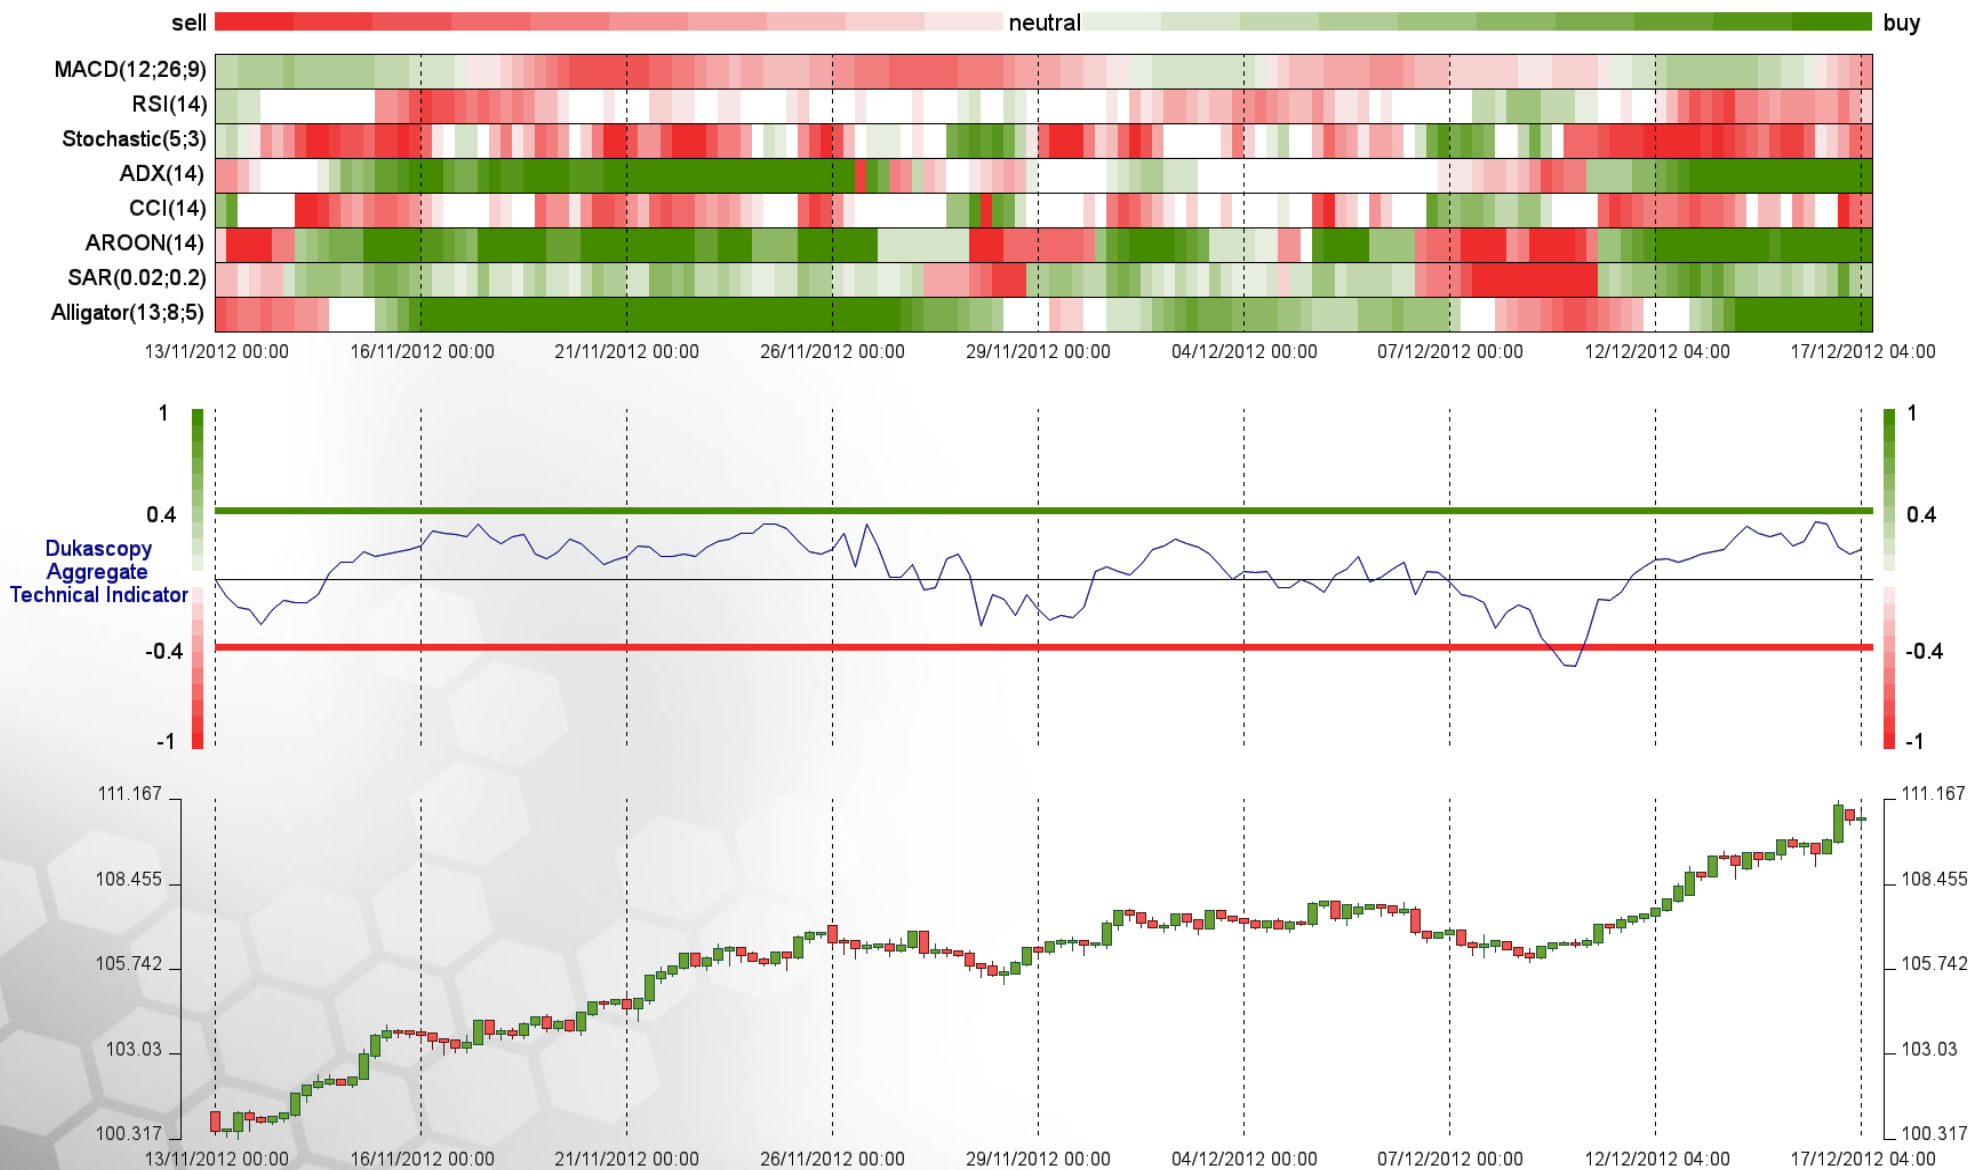 sell neutral buy
MACD(12;26;9)
RSI(14)
Stochastic(5;3)
ADX(14)
CCI(14)
AROON(14)
SAR(0.02;0.2)
Alligator(13;8;5)
13/11/2012 00:00 16/11/2012 00:00 21/11/2012 00:00 26/11/2012 00:00 29/11/2012 00:00 04/12/2012 00:00 07/12/2012 00:00 12/12/2012 04:00 17/12/2012 04:00
1 1
0.4 0.4
Dukascopy
Aggregate
Technical Indicator
-0.4 -0.4
-1 -1
111.167 111.167
108.455 108.455
105.742 105.742
103.03 103.03
100.317 100.317
13/11/2012 00:00 16/11/2012 00:00 21/11/2012 00:00 26/11/2012 00:00 29/11/2012 00:00 04/12/2012 00:00 07/12/2012 00:00 12/12/2012 04:00 17/12/2012 04:00